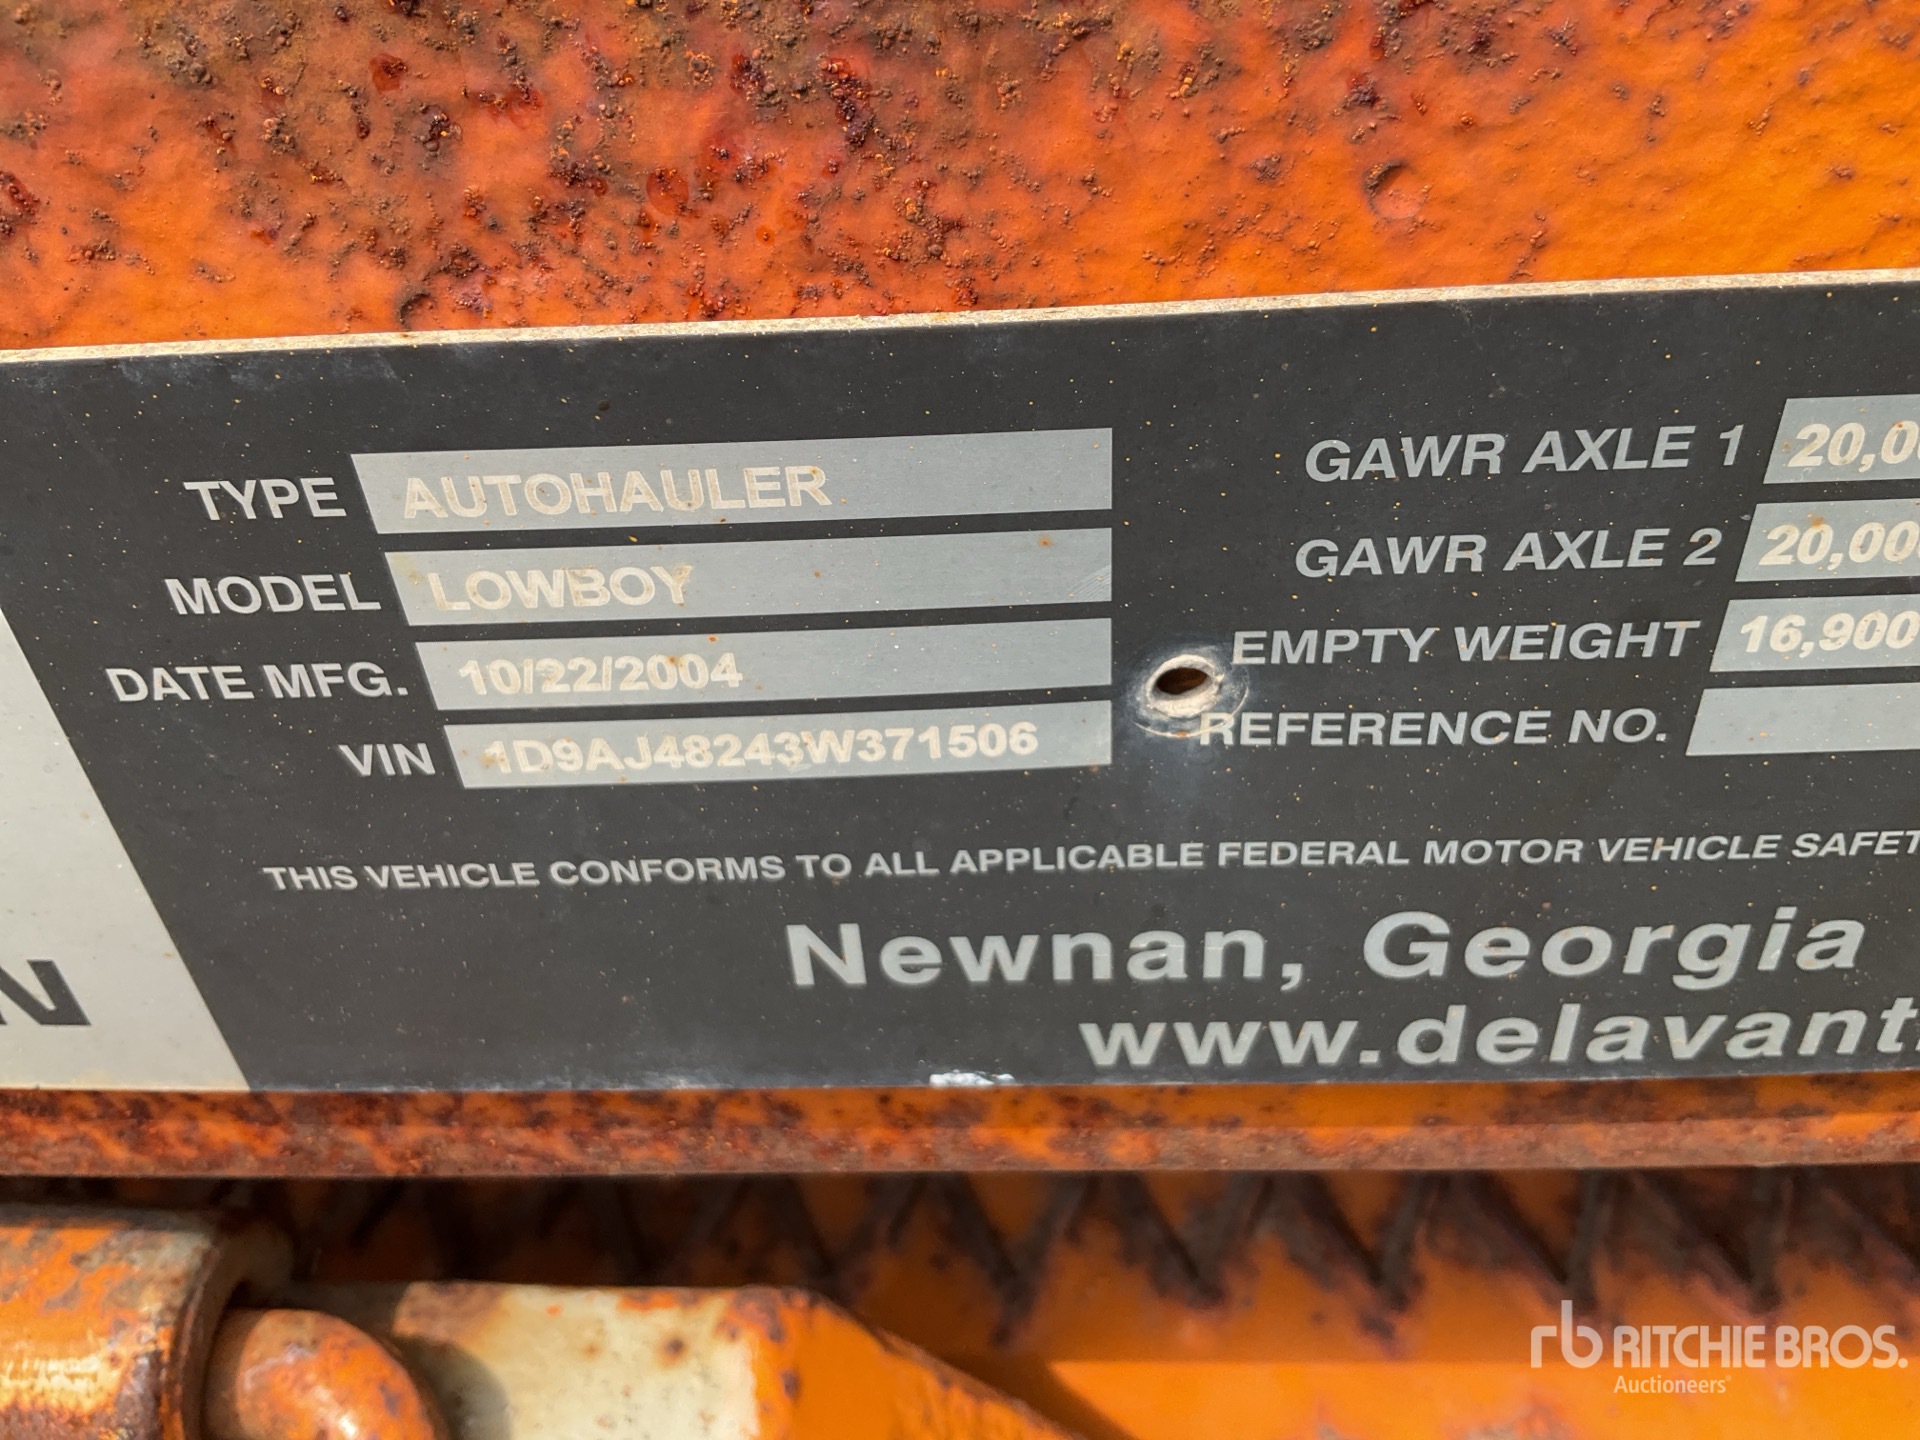 TYPE AUTOHAULER
MODEL LOWBOY
DATE MFG. 10/22/2004
VIN 1D9AJ48243W371506
GAWR AXLE 1 20,0
GAWR AXLE 2 20,00
EMPTY WEIGHT 16,900
REFERENCE NO.
THIS VEHICLE CONFORMS TO ALL APPLICABLE FEDERAL MOTOR VEHICLE SAFET
N
Newnan, Georgia
www.delavant
rb RITCHIE BROS.
Auctioneers